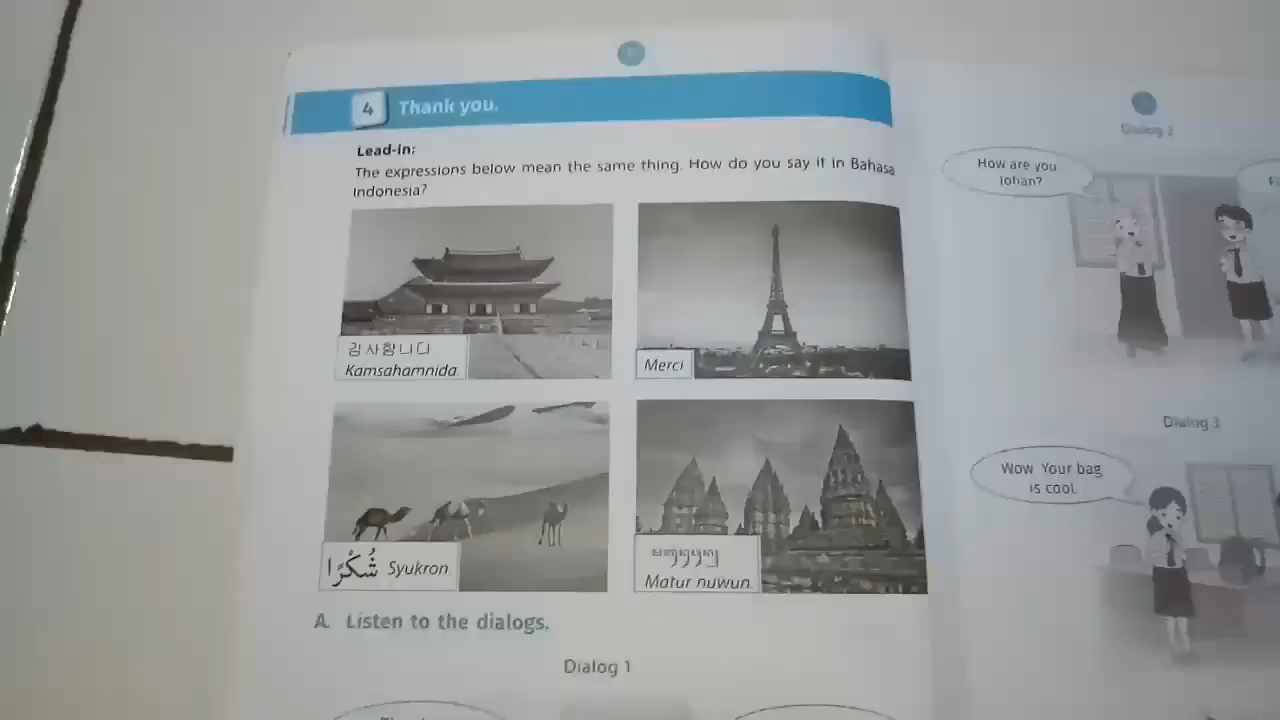 4 Thank you.
Lead-in:
The expressions below mean the same thing. How do you say it in Bahasa
Indonesia?
김사함니다
Kamsahamnida
Merci
شُكْرًا Syukron
Matur nuwun.
A. Listen to the dialogs.
Dialog 1
Dialog 2
How are you
Johan?
Dialog 3
Wow. Your bag
is cool.